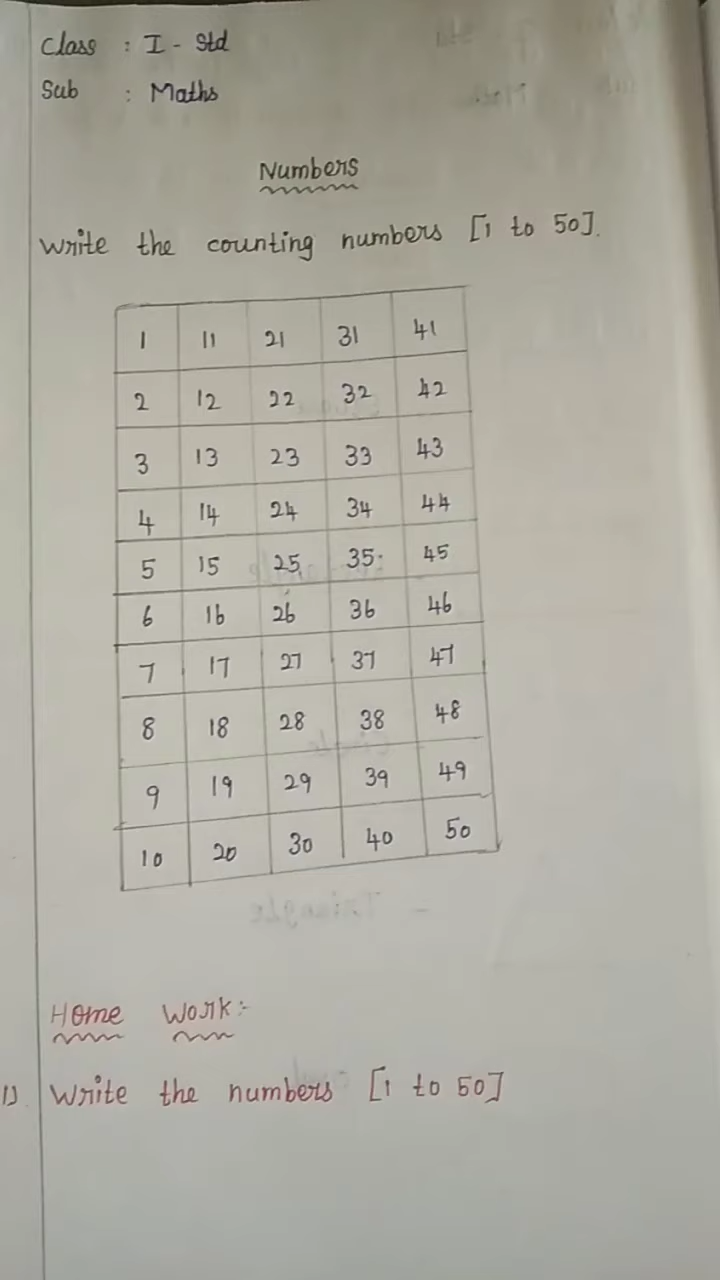 Class : I - Std
Sub : Maths
Numbers
Write the counting numbers [1 to 50].
1 11 21 31 41
2 12 22 32 42
3 13 23 33 43
4 14 24 34 44
5 15 25 35 45
6 16 26 36 46
7 17 27 37 47
8 18 28 38 48
9 19 29 39 49
10 20 30 40 50
Home Work:-
1) Write the numbers [1 to 50]